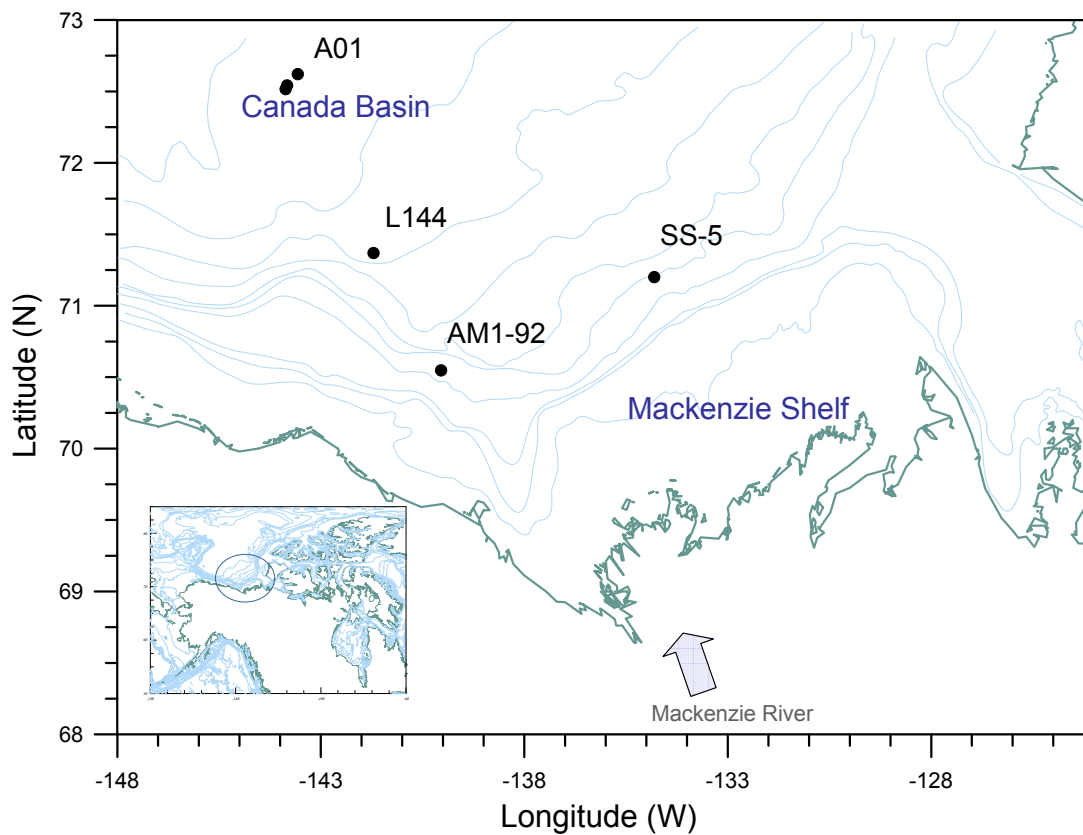 73
A01
Canada Basin
72
L144
SS-5
71
AM1-92
Mackenzie Shelf
70
69
Mackenzie River
68
-148
-143
-138
-133
-128
Latitude (N)
Longitude (W)